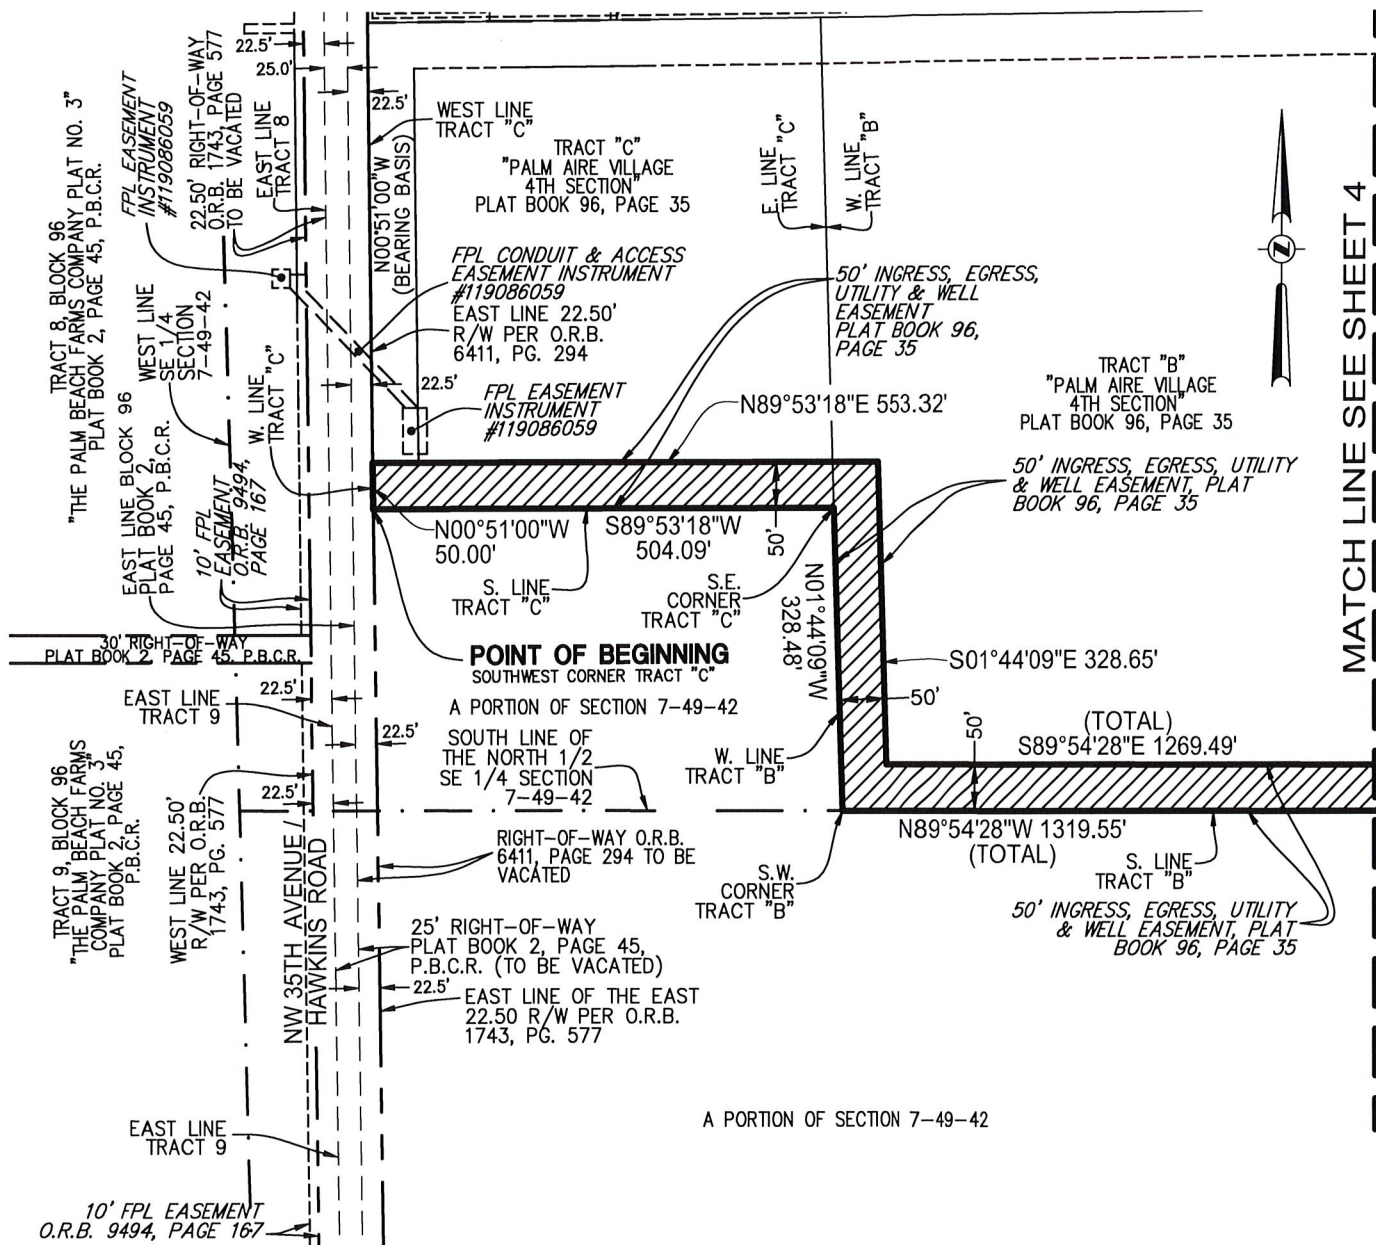 22.5'
25.0'
22.5'
TRACT 8, BLOCK 96
"THE PALM BEACH FARMS COMPANY PLAT NO. 3"
PLAT BOOK 2, PAGE 45, P.B.C.R.
FPL EASEMENT
INSTRUMENT
#119086059
22.50' RIGHT-OF-WAY
O.R.B. 1743, PAGE 577
TO BE VACATED
EAST LINE
TRACT 8
WEST LINE
TRACT "C"
N00°51'00"W
(BEARING BASIS)
TRACT "C"
"PALM AIRE VILLAGE
4TH SECTION"
PLAT BOOK 96, PAGE 35
E. LINE
TRACT "C"
W. LINE
TRACT "B"
Z
MATCH LINE SEE SHEET 4
FPL CONDUIT & ACCESS
EASEMENT INSTRUMENT
#119086059
EAST LINE 22.50'
R/W PER O.R.B.
6411, PG. 294
50' INGRESS, EGRESS,
UTILITY & WELL
EASEMENT
PLAT BOOK 96,
PAGE 35
WEST LINE
SE 1/4
SECTION
7-49-42
W. LINE
TRACT "C"
22.5'
FPL EASEMENT
INSTRUMENT
#119086059
N89°53'18"E 553.32'
TRACT "B"
"PALM AIRE VILLAGE
4TH SECTION"
PLAT BOOK 96, PAGE 35
EAST LINE BLOCK 96
PLAT BOOK 2,
PAGE 45, P.B.C.R.
10' FPL
EASEMENT
O.R.B. 9494,
PAGE 167
50' INGRESS, EGRESS, UTILITY
& WELL EASEMENT, PLAT
BOOK 96, PAGE 35
N00°51'00"W
50.00'
S89°53'18"W
504.09'
50'
S. LINE
TRACT "C"
S.E.
CORNER
TRACT "C"
N01°44'09"W
328.48'
30' RIGHT-OF-WAY
PLAT BOOK 2, PAGE 45, P.B.C.R.
POINT OF BEGINNING
SOUTHWEST CORNER TRACT "C"
S01°44'09"E 328.65'
22.5'
EAST LINE
TRACT 9
A PORTION OF SECTION 7-49-42
50'
50'
22.5'
SOUTH LINE OF
THE NORTH 1/2
SE 1/4 SECTION
7-49-42
W. LINE
TRACT "B"
(TOTAL)
S89°54'28"E 1269.49'
TRACT 9, BLOCK 96
"THE PALM BEACH FARMS
COMPANY PLAT NO. 3"
PLAT BOOK 2, PAGE 45,
P.B.C.R.
WEST LINE 22.50'
R/W PER O.R.B.
1743, PG. 577
22.5'
NW 35TH AVENUE /
HAWKINS ROAD
N89°54'28"W 1319.55'
(TOTAL)
RIGHT-OF-WAY O.R.B.
6411, PAGE 294 TO BE
VACATED
S.W.
CORNER
TRACT "B"
S. LINE
TRACT "B"
50' INGRESS, EGRESS, UTILITY
& WELL EASEMENT, PLAT
BOOK 96, PAGE 35
25' RIGHT-OF-WAY
PLAT BOOK 2, PAGE 45,
P.B.C.R. (TO BE VACATED)
22.5'
EAST LINE OF THE EAST
22.50 R/W PER O.R.B.
1743, PG. 577
EAST LINE
TRACT 9
A PORTION OF SECTION 7-49-42
10' FPL EASEMENT
O.R.B. 9494, PAGE 167